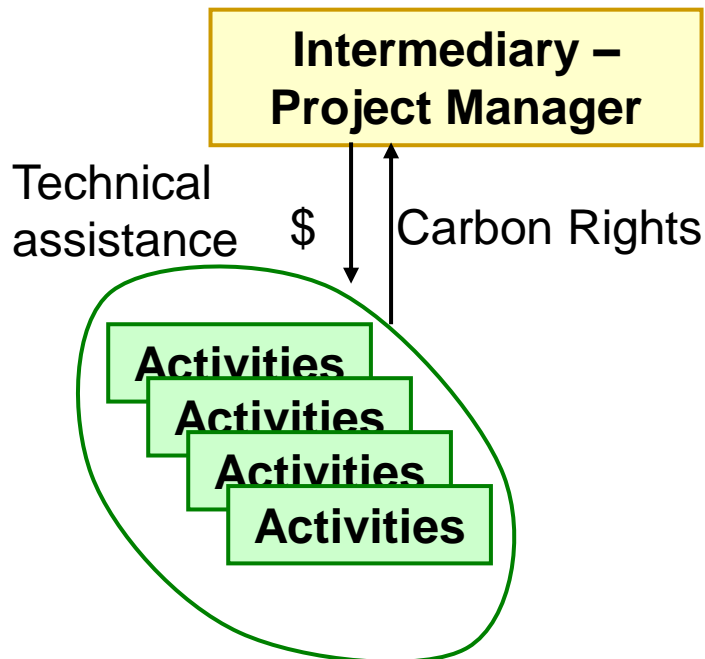 Intermediary –
Project Manager
Technical
assistance
$
Carbon Rights
Activities
Activities
Activities
Activities